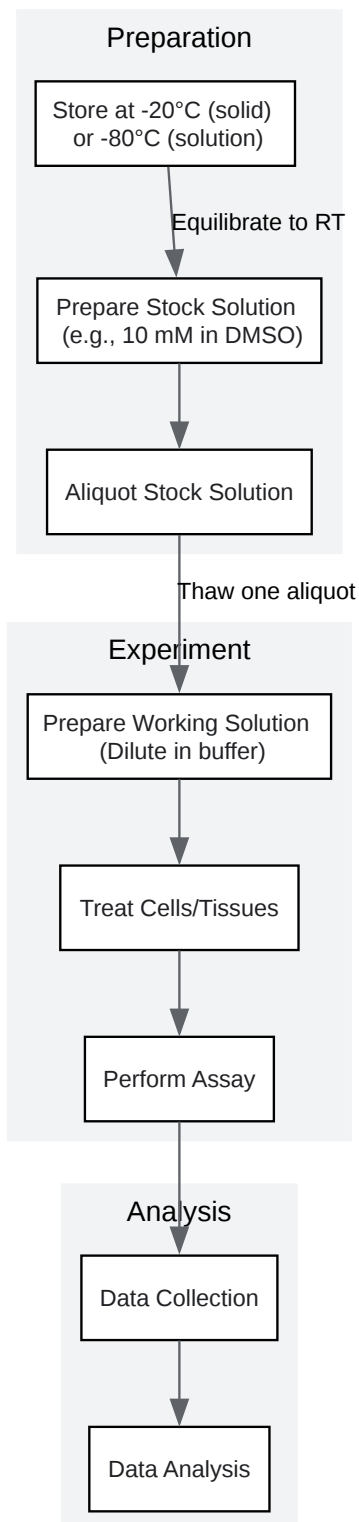 Preparation
Store at -20°C (solid)
or -80°C (solution)
Equilibrate to RT
Prepare Stock Solution
(e.g., 10 mM in DMSO)
Aliquot Stock Solution
Thaw one aliquot
Experiment
Prepare Working Solution
(Dilute in buffer)
Treat Cells/Tissues
Perform Assay
Analysis
Data Collection
Data Analysis